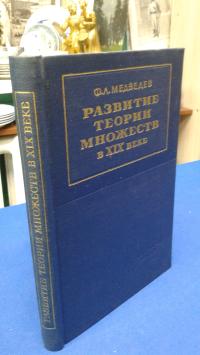 Ф.А. МЕДВЕДЕВ
РАЗВИТИЕ
ТЕОРИИ
МНОЖЕСТВ
В XIX ВЕКЕ
РАЗВИТИЕ ТЕОРИИ МНОЖЕСТВ В XIX ВЕКЕ